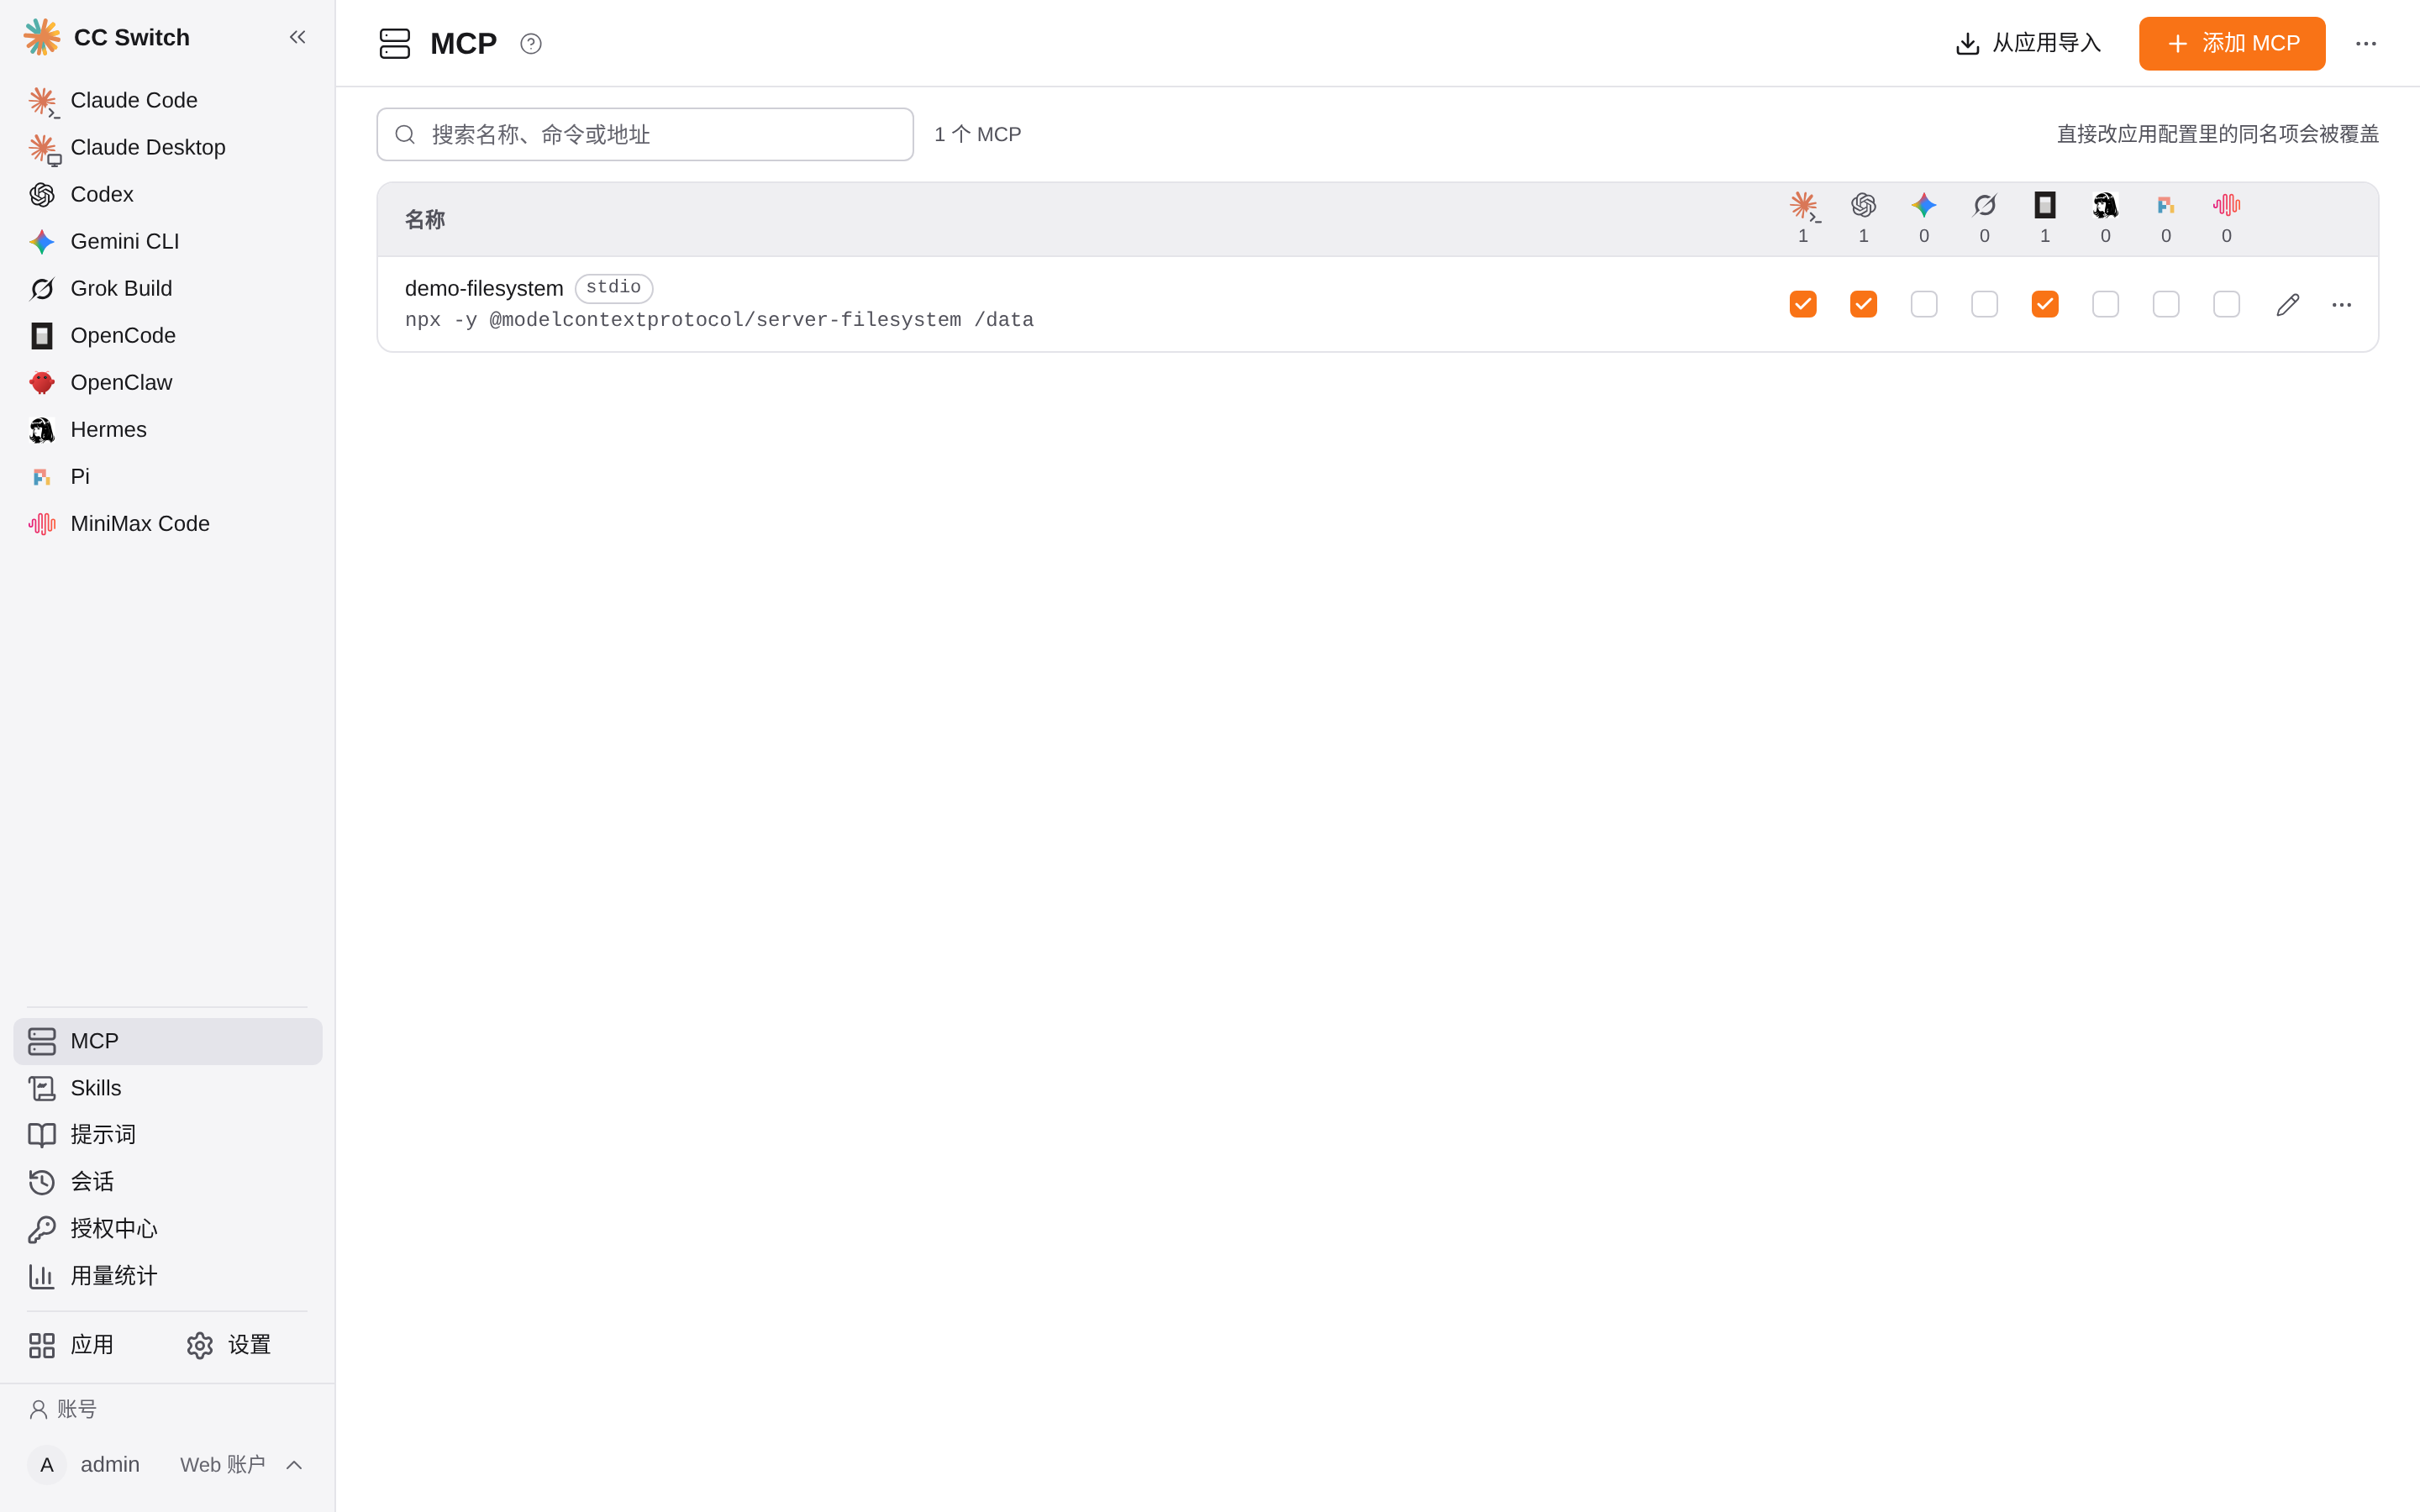 CC Switch
Claude Code
Claude Desktop
Codex
Gemini CLI
Grok Build
OpenCode
OpenClaw
Hermes
Pi
MiniMax Code
MCP
Skills
提示词
会话
授权中心
用量统计
应用 设置
账号
A admin Web 账户
MCP
从应用导入
添加 MCP
搜索名称、命令或地址
1 个 MCP
直接改应用配置里的同名项会被覆盖
名称
1 1 0 0 1 0 0 0
demo-filesystem stdio
npx -y @modelcontextprotocol/server-filesystem /data